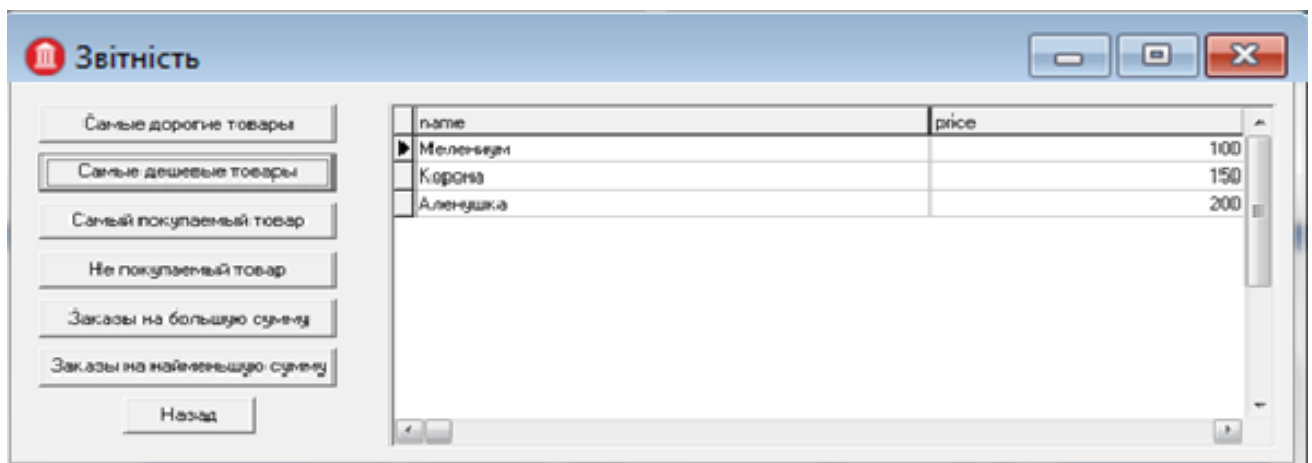 Звітність
Самые дорогие товары
Самые дешевые товары
Самый покупаемый товар
Не покупаемый товар
Заказы на большую сумму
Заказы на найменьшую сумму
Назад
name price
Мелениум 100
Корона 150
Аленушка 200